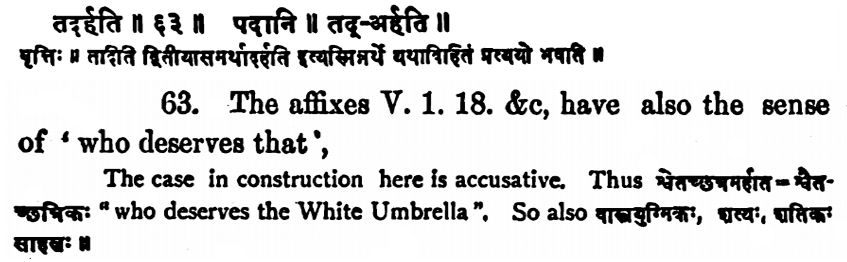 तदर्हति ॥ ६३ ॥ पदानि ॥ तद्-अर्हति ॥
वृत्तिः ॥ तदिति द्वितीयासमर्थादर्हति इत्यस्मिन्नर्थे यथाविहितं प्रत्ययो भवति ॥
63. The affixes V. 1. 18. &c, have also the sense
of ‘ who deserves that’,
The case in construction here is accusative. Thus श्वेतच्छत्रमर्हति = श्वैत-
च्छत्रिकः “who deserves the White Umbrella”. So also वास्त्रयुग्मिकः, शत्यः, शतिकः
साहस्रः ॥